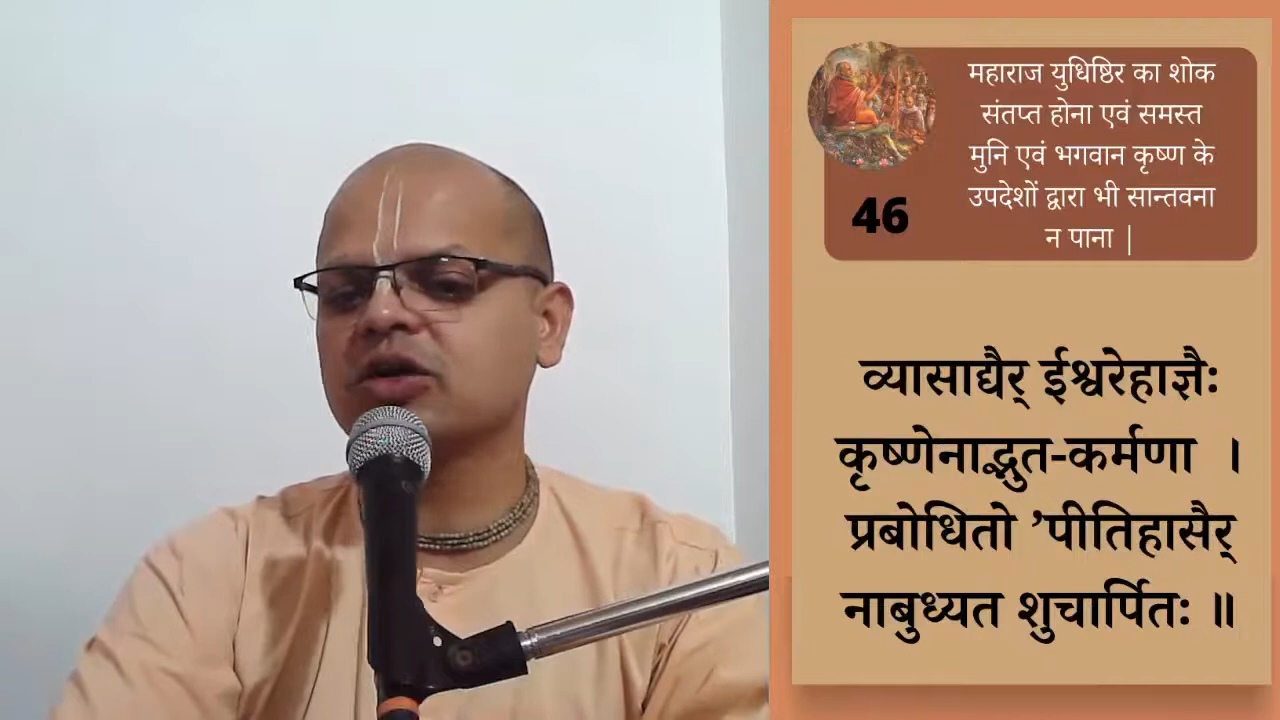 महाराज युधिष्ठिर का शोक
संतप्त होना एवं समस्त
मुनि एवं भगवान कृष्ण के
उपदेशों द्वारा भी सान्तवना
न पाना |
46
व्यासाद्यैर् ईश्वरेहाज्ञैः
कृष्णेनाद्भुत-कर्मणा ।
प्रबोधितो ’पीतिहासैर्
नाबुध्यत शुचार्पितः ॥